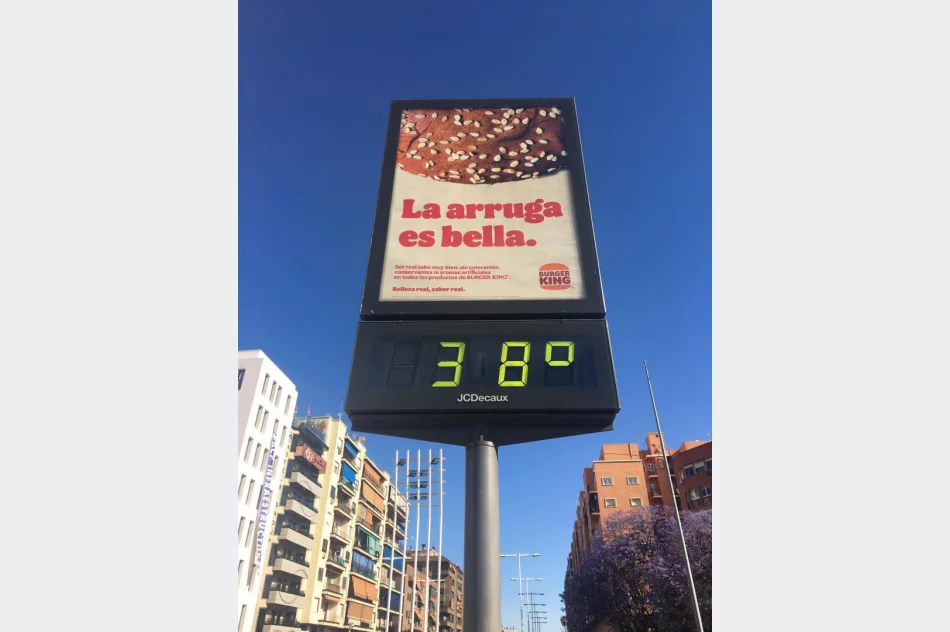 La arruga
es bella.
Ser real sabe muy bien: sin colorantes,
conservantes ni aromas artificiales
en todos los productos de BURGER KING®.
Belleza real, sabor real.
BURGER
KING
38°
JCDecaux